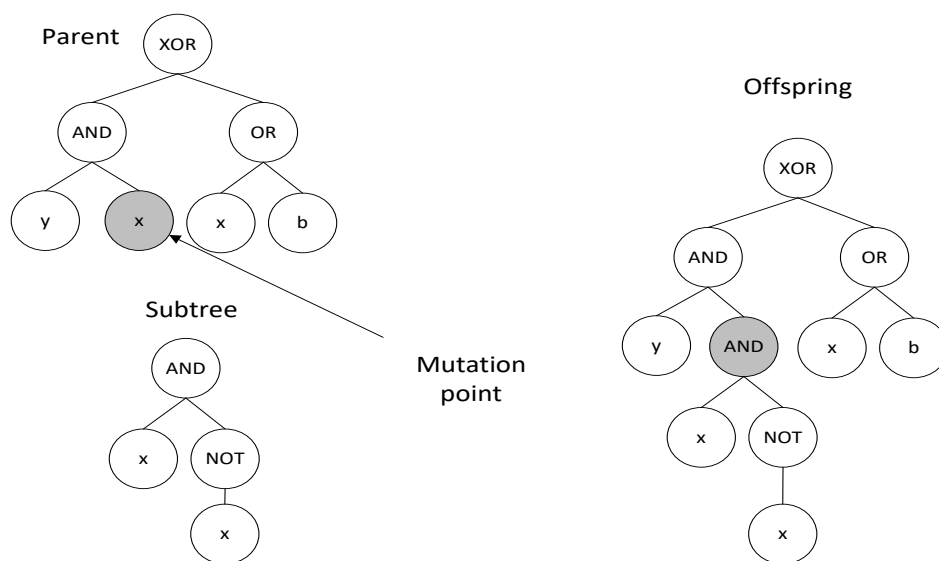 Parent
XOR
AND
OR
y
x
x
b
Subtree
AND
x
NOT
x
Mutation
point
Offspring
XOR
AND
OR
y
AND
x
b
x
NOT
x